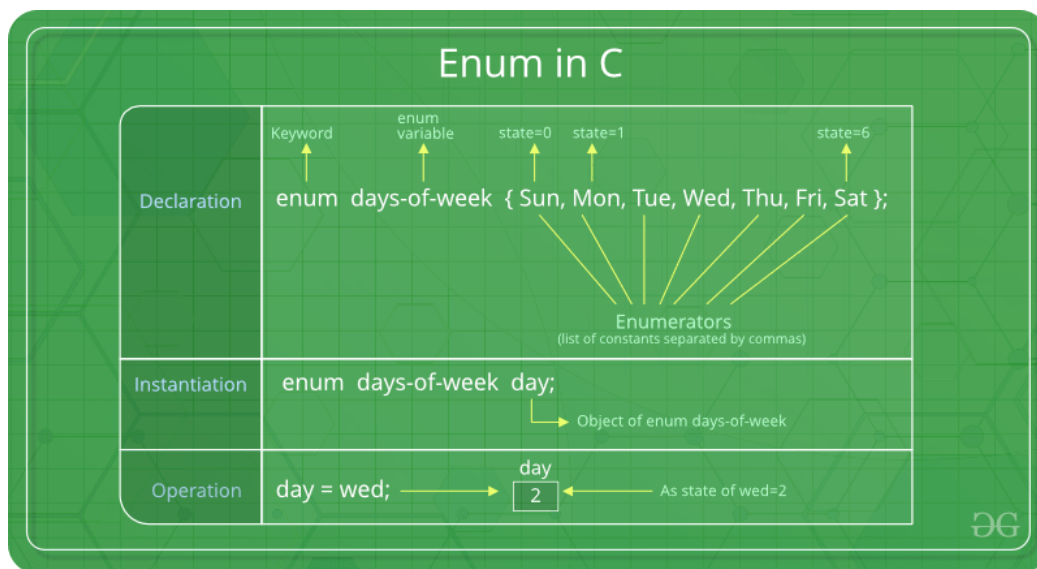 Enum in C
Keyword
enum
variable
state=0 state=1 state=6
Declaration
enum days-of-week { Sun, Mon, Tue, Wed, Thu, Fri, Sat };
Enumerators
(list of constants separated by commas)
Instantiation
enum days-of-week day;
Object of enum days-of-week
Operation
day = wed;
day
2
As state of wed=2